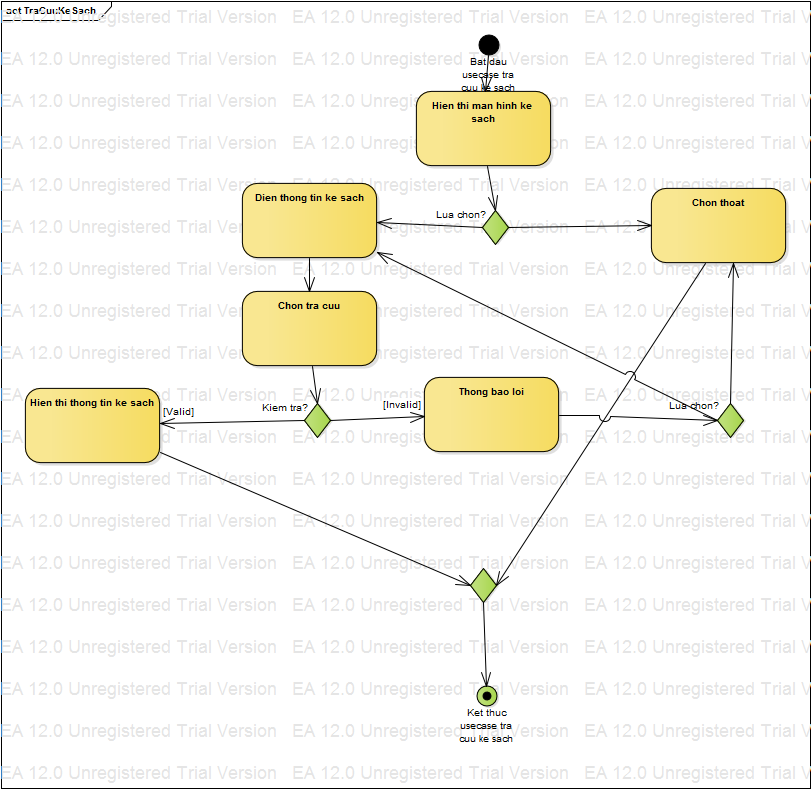 act TraCuuKeSach
EA 12.0 Unregistered Trial Version
Bat dau
usecase tra
cuu ke sach
Hien thi man hinh ke
sach
Dien thong tin ke sach
Lua chon?
Chon thoat
Chon tra cuu
Hien thi thong tin ke sach
[Valid]
Kiem tra?
[Invalid]
Thong bao loi
Lua chon?
Ket thuc
usecase tra
cuu ke sach